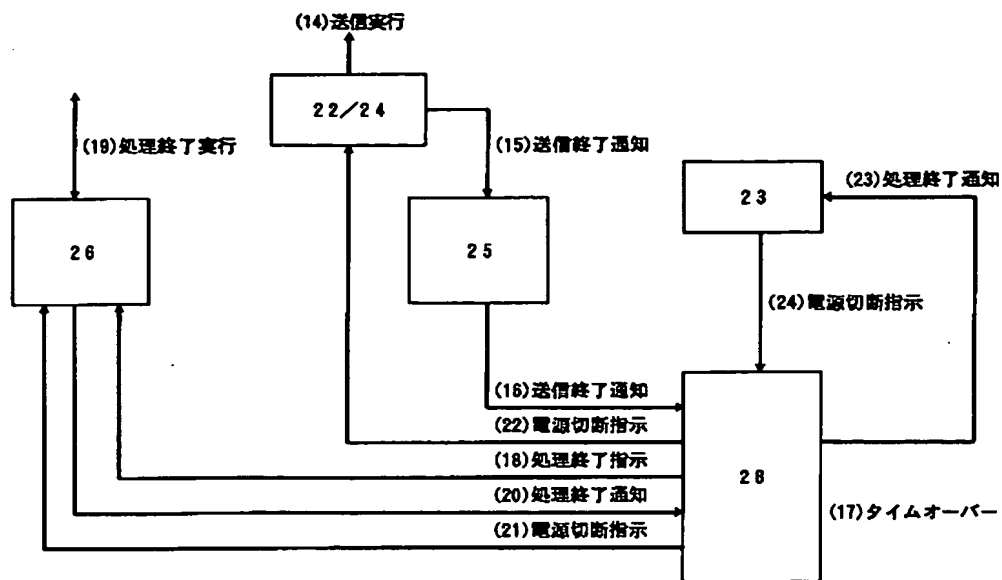 (14)送信実行
22/24
(19)処理終了実行
(15)送信終了通知
(23)処理終了通知
23
26
25
(24)電源切断指示
(16)送信終了通知
(22)電源切断指示
(18)処理終了指示
28
(20)処理終了通知
(17)タイムオーバー
(21)電源切断指示